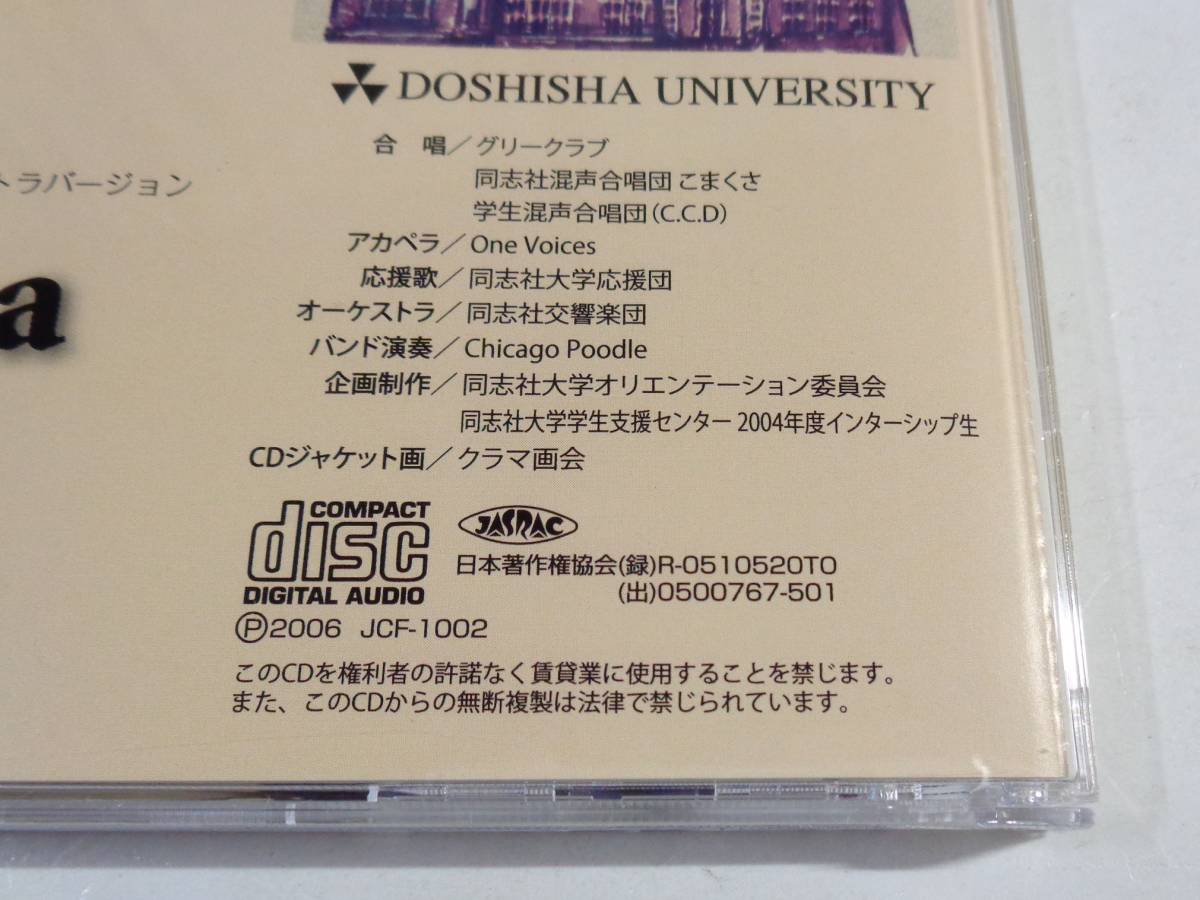 DOSHISHA UNIVERSITY
合　唱／グリークラブ
同志社混声合唱団 こまくさ
トラバージョン
学生混声合唱団(C.C.D)
アカペラ／One Voices
応援歌／同志社大学応援団
a
オーケストラ／同志社交響楽団
バンド演奏／Chicago Poodle
企画制作／同志社大学オリエンテーション委員会
同志社大学学生支援センター 2004年度インターシップ生
CDジャケット画／クラマ画会
COMPACT
disc
DIGITAL AUDIO
JASRAC
日本著作権協会(録)R-0510520TO
(出)0500767-501
Ⓟ2006 JCF-1002
このCDを権利者の許諾なく賃貸業に使用することを禁じます。
また、このCDからの無断複製は法律で禁じられています。